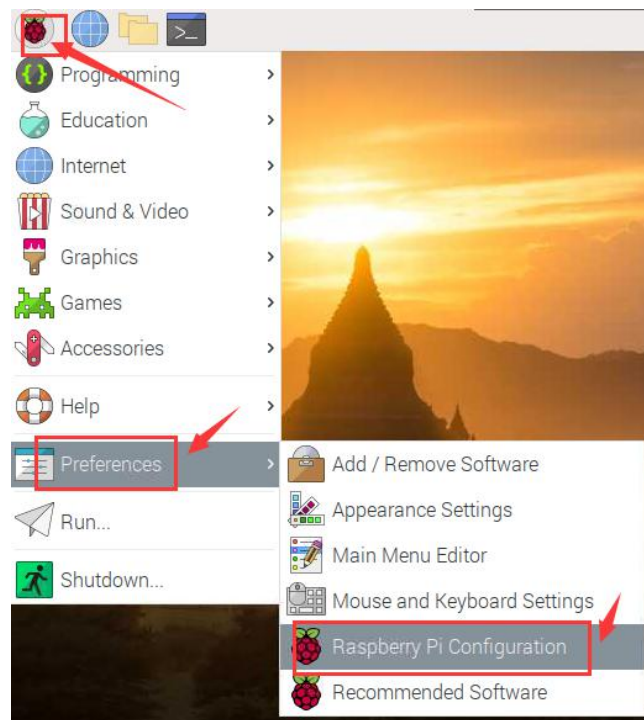 >_
Programming
Education
Internet
Sound & Video
Graphics
Games
Accessories
Help
Preferences
Run...
Shutdown...
Add / Remove Software
Appearance Settings
Main Menu Editor
Mouse and Keyboard Settings
Raspberry Pi Configuration
Recommended Software